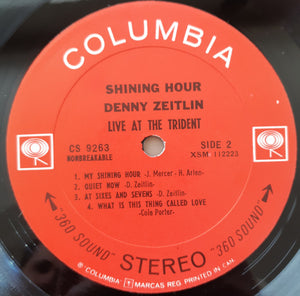 COLUMBIA
SHINING HOUR
DENNY ZEITLIN
LIVE AT THE TRIDENT
CS 9263
NONBREAKABLE
SIDE 2
XSM 112223
1. MY SHINING HOUR -J. Mercer - H. Arlen-
2. QUIET NOW -D. Zeitlin-
3. AT SIXES AND SEVENS -D. Zeitlin-
4. WHAT IS THIS THING CALLED LOVE
-Cole Porter-
"360 SOUND" STEREO "360 SOUND"
® COLUMBIA MARCAS REG. PRINTED IN CAN.